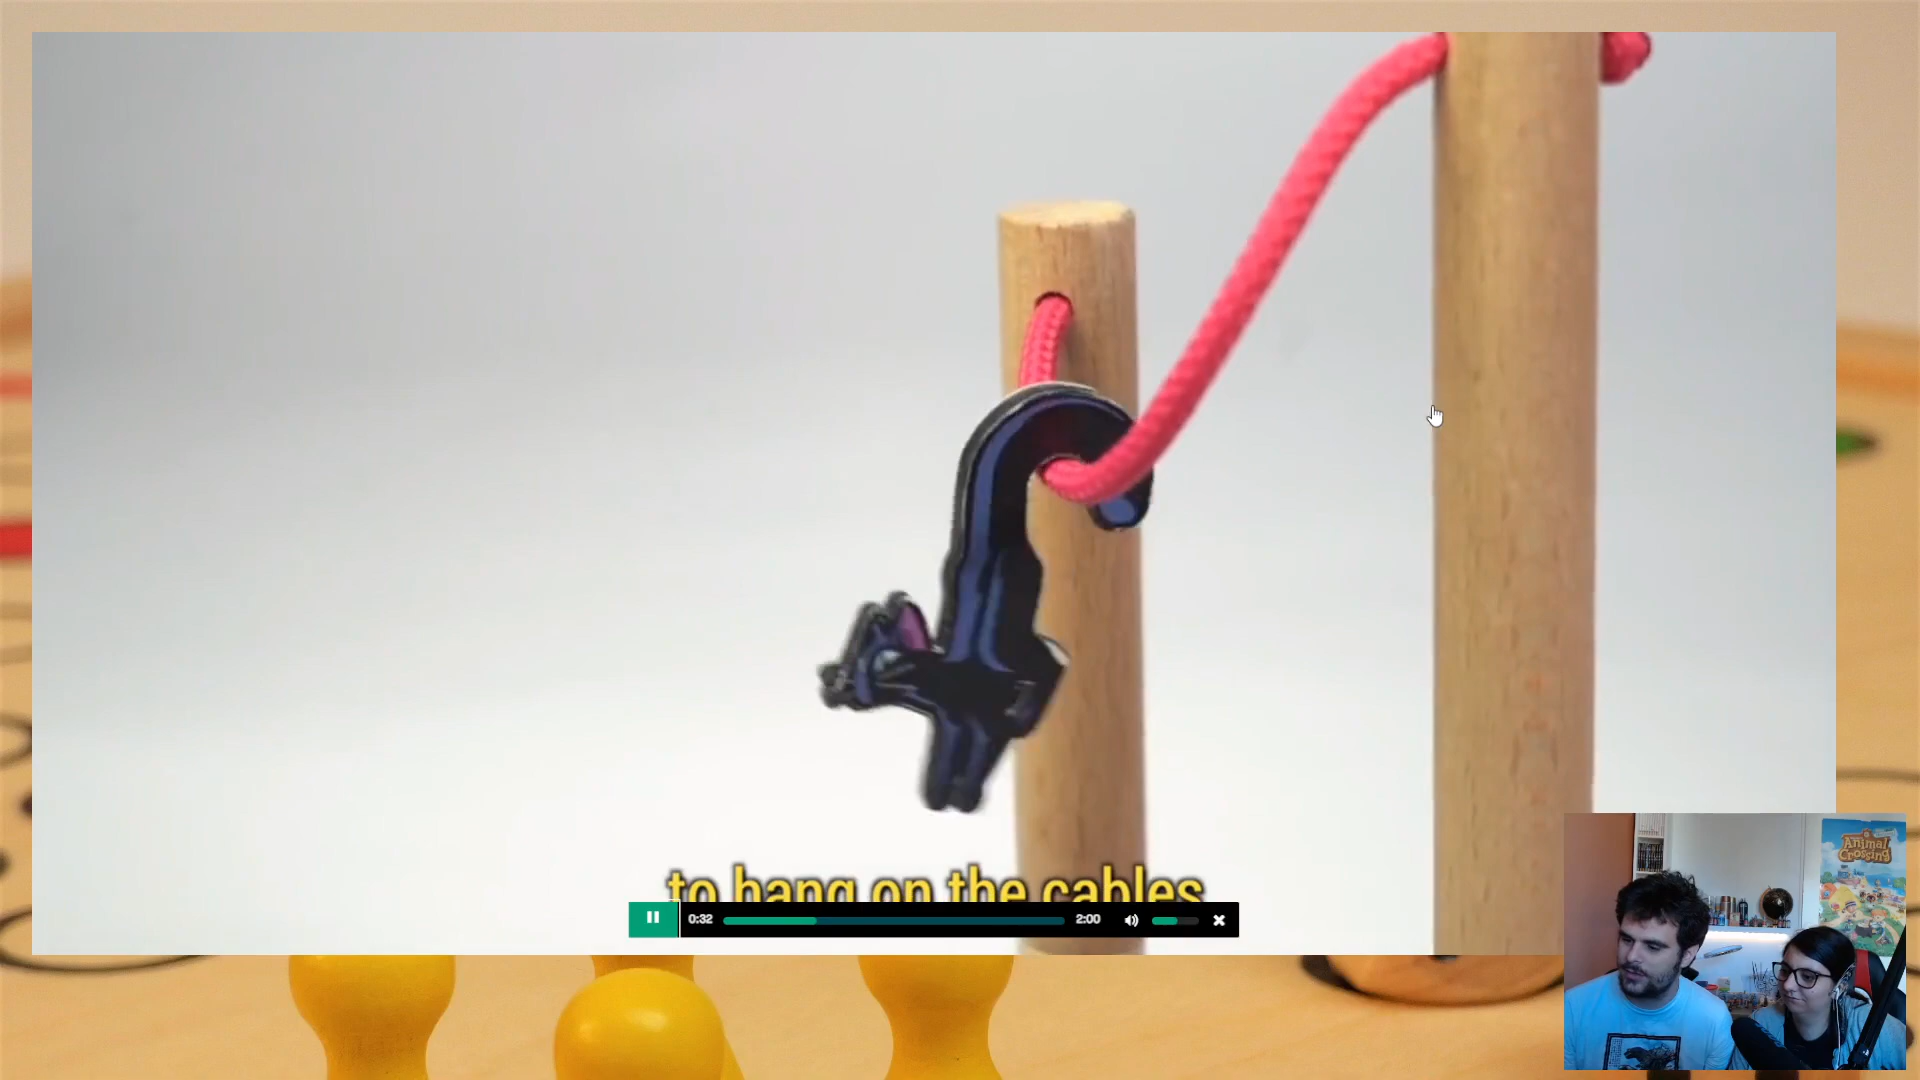 to hang on the cables
0:32
2:00
Animal
Crossing